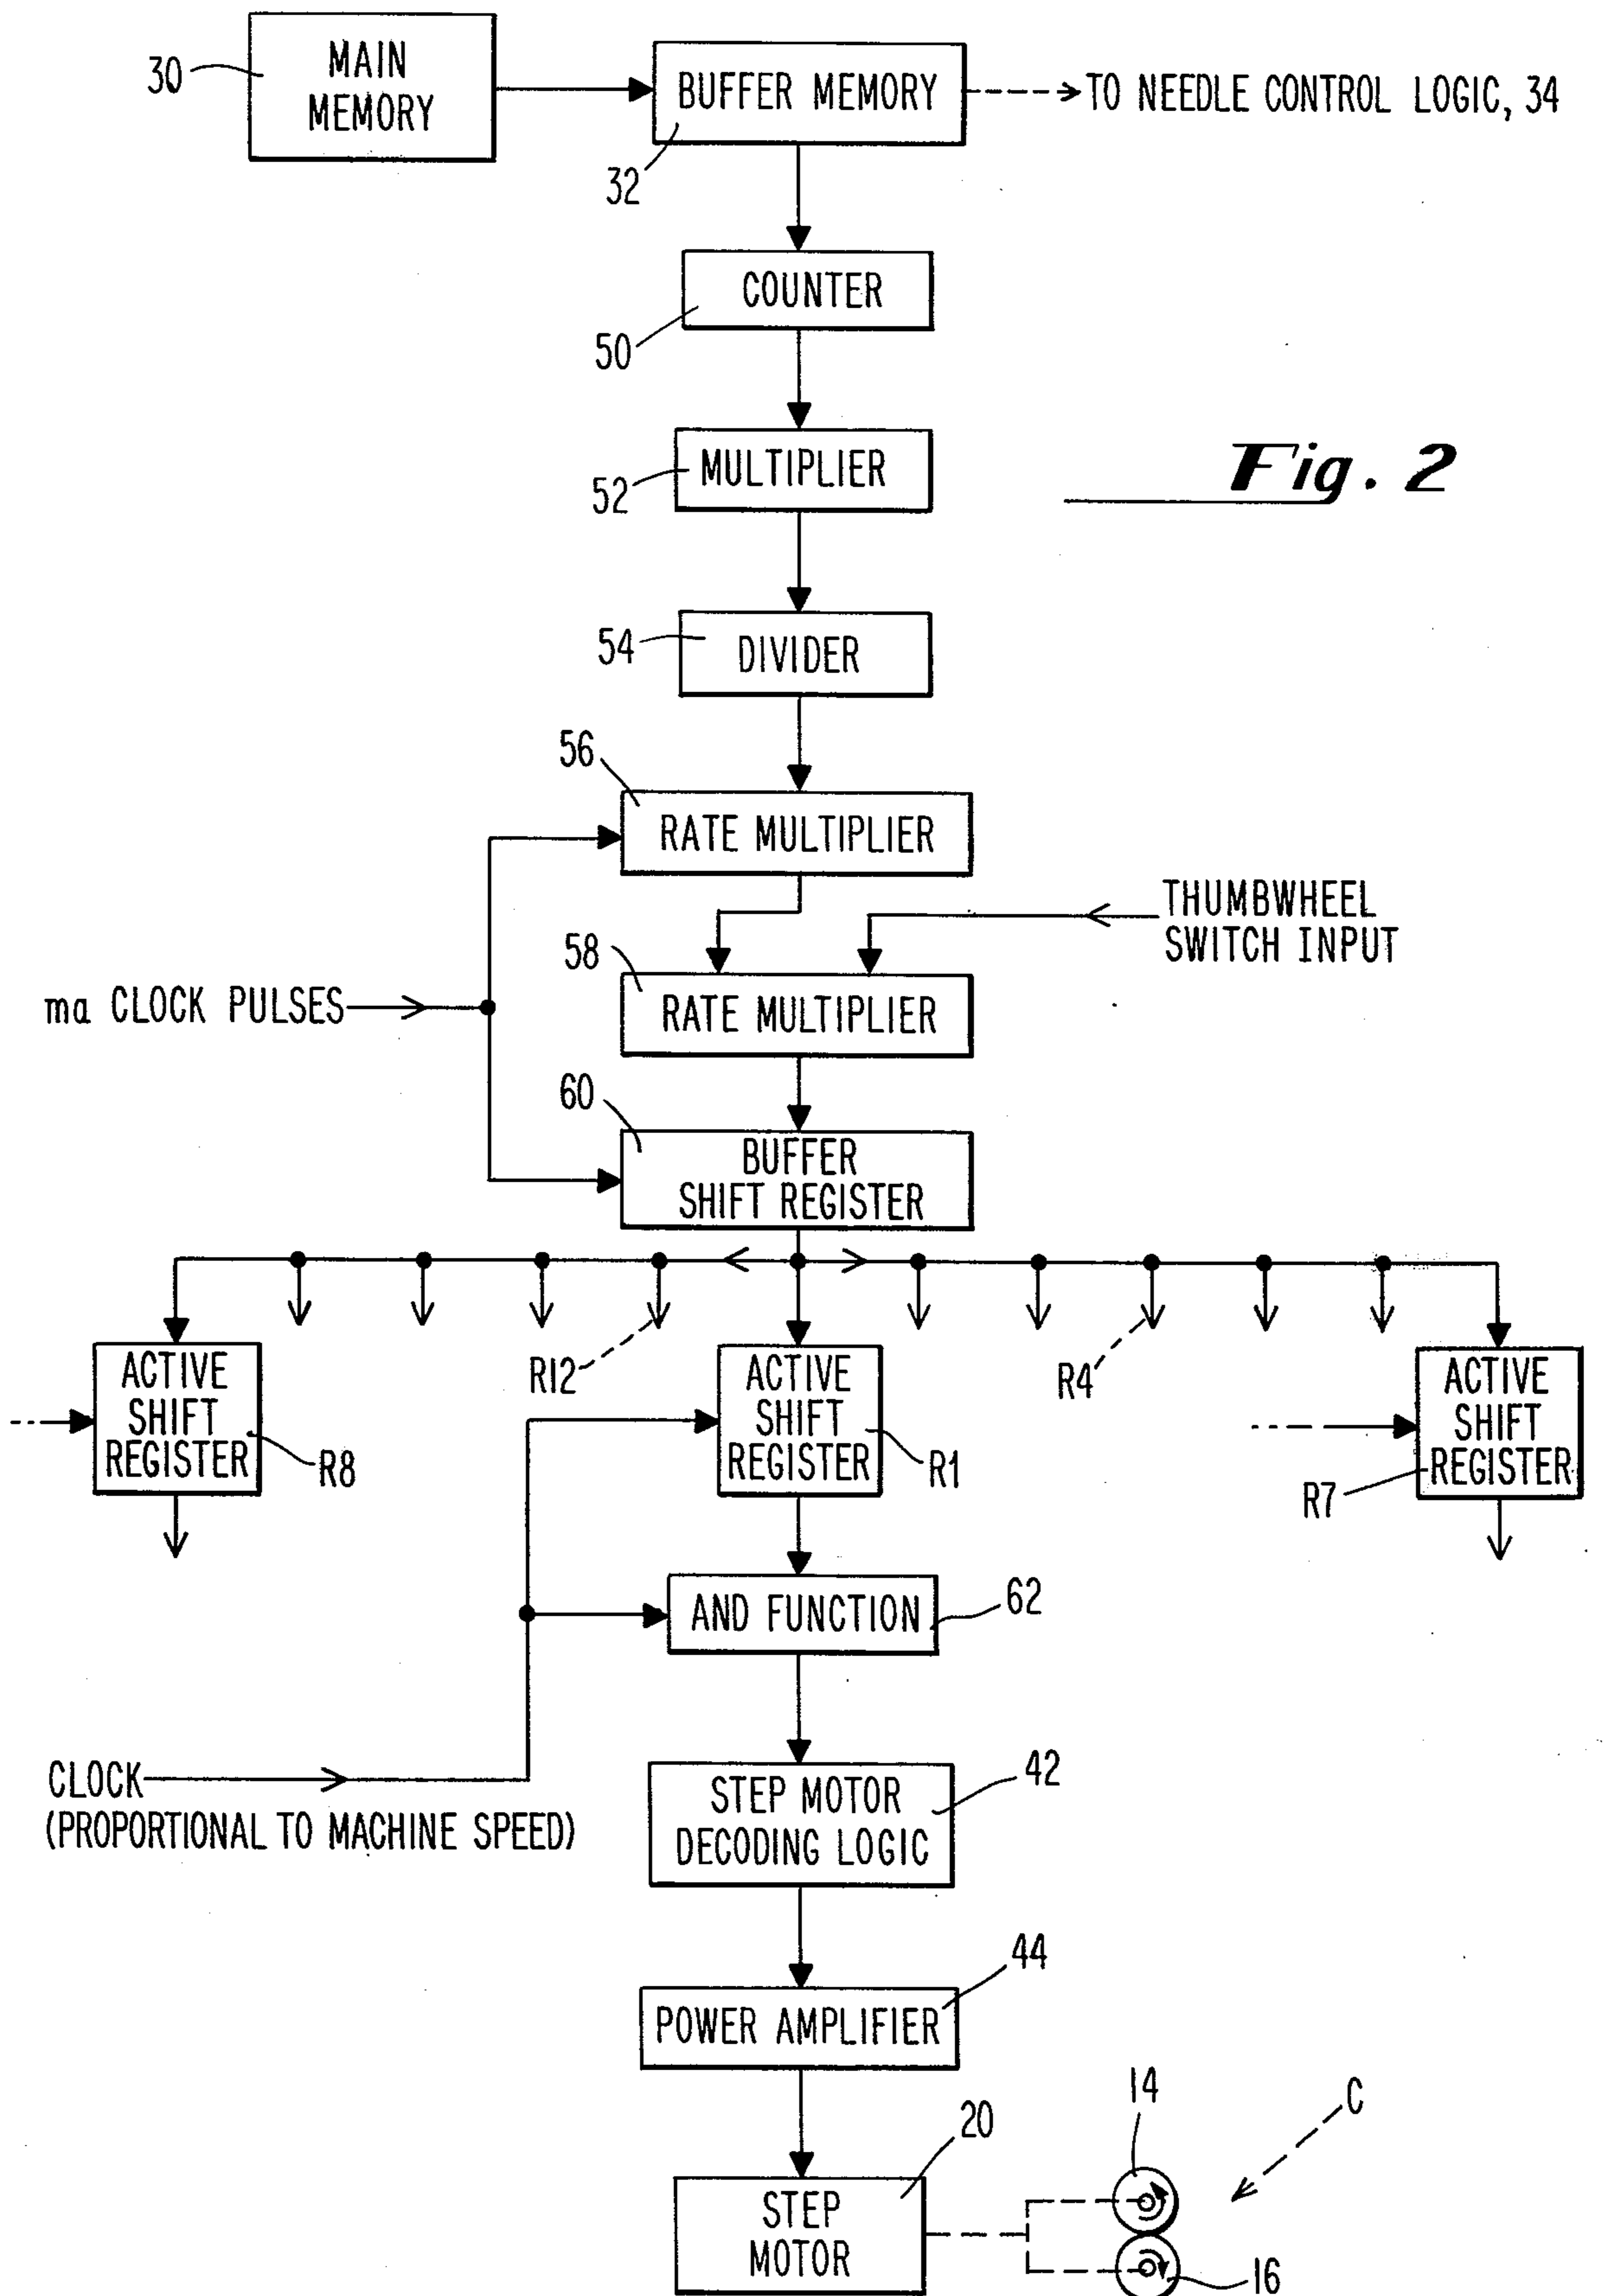 30
MAIN
MEMORY
BUFFER MEMORY
TO NEEDLE CONTROL LOGIC, 34
32
COUNTER
50
MULTIPLIER
52
Fig. 2
54
DIVIDER
56
RATE MULTIPLIER
THUMBWHEEL
SWITCH INPUT
58
ma CLOCK PULSES
RATE MULTIPLIER
60
BUFFER
SHIFT REGISTER
ACTIVE
SHIFT
REGISTER
R8
R12
ACTIVE
SHIFT
REGISTER
R1
R4
ACTIVE
SHIFT
REGISTER
R7
AND FUNCTION
62
CLOCK
(PROPORTIONAL TO MACHINE SPEED)
STEP MOTOR
DECODING LOGIC
42
44
POWER AMPLIFIER
20
STEP
MOTOR
14
C
16